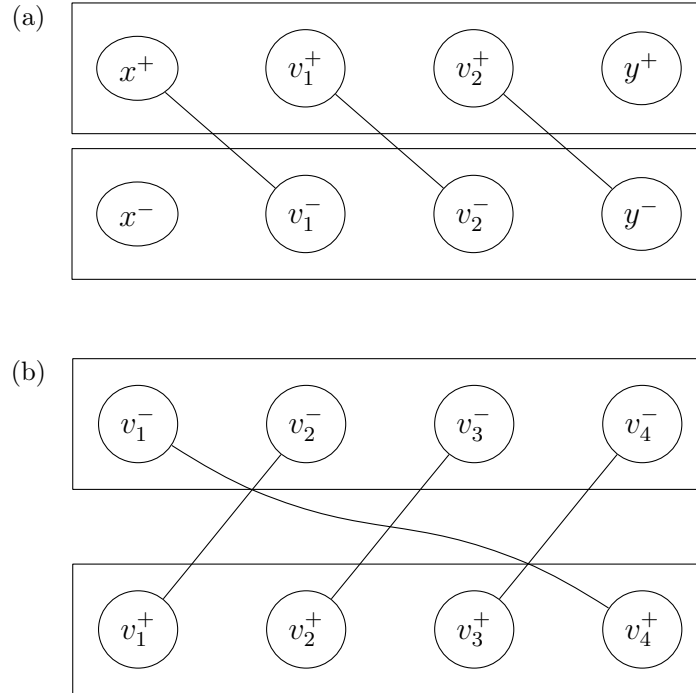 (a)
x⁺ v₁⁺ v₂⁺ y⁺
x⁻ v₁⁻ v₂⁻ y⁻
(b)
v₁⁻ v₂⁻ v₃⁻ v₄⁻
v₁⁺ v₂⁺ v₃⁺ v₄⁺